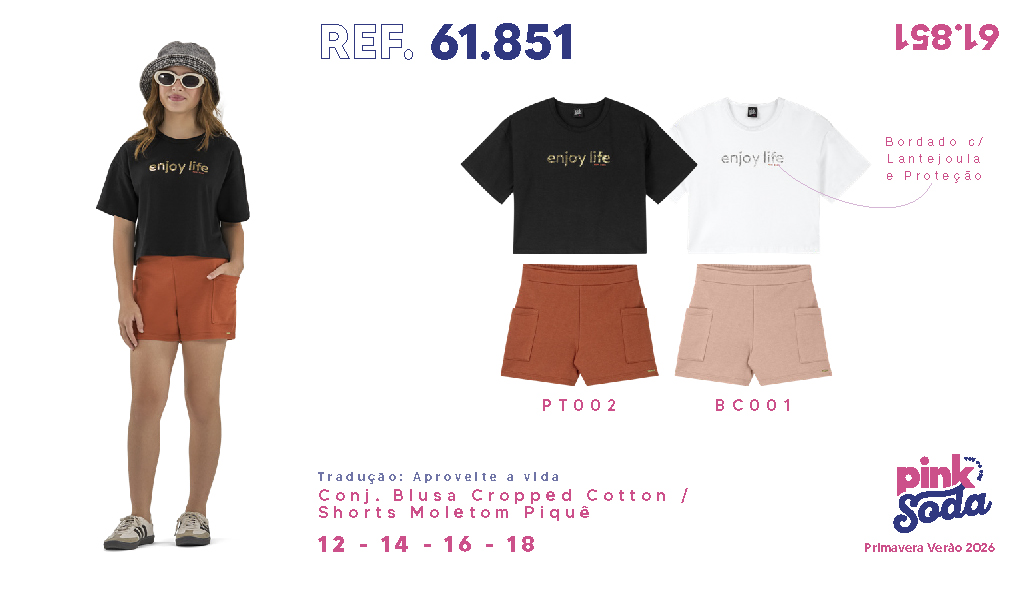 REF. 61.851
61.851
enjoy life
enjoy life
enjoy life
Bordado c/
Lantejoula
e Proteção
PT002
BC001
Tradução: Aproveite a vida
Conj. Blusa Cropped Cotton /
Shorts Moletom Piquê
12 - 14 - 16 - 18
pink
Soda
Primavera Verão 2026